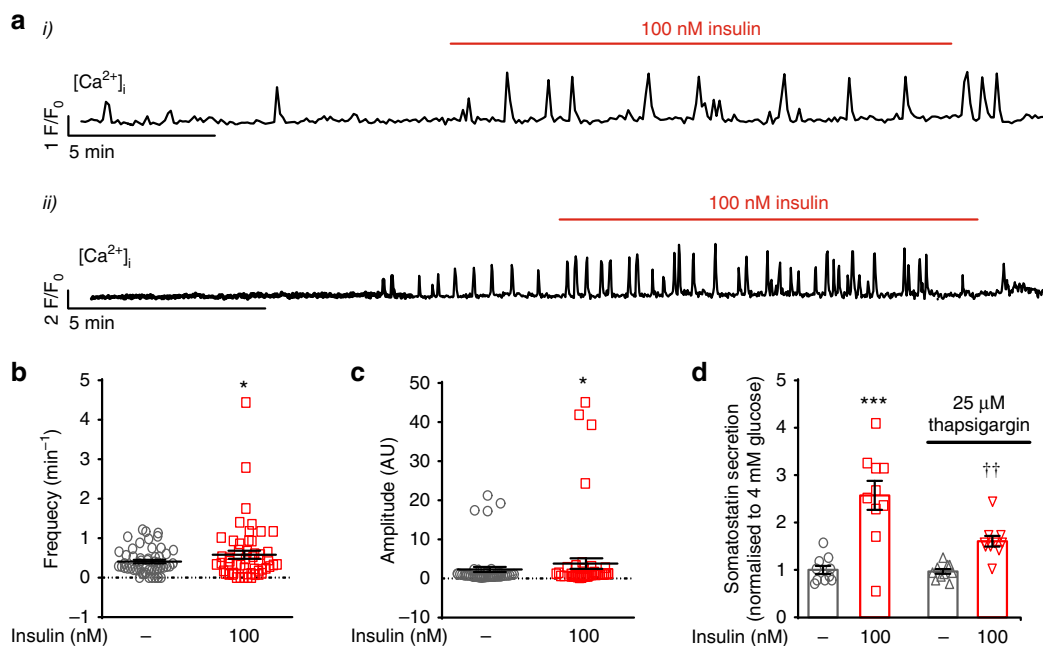 a
i)
100 nM insulin
[Ca2+]i
1 F/F0
5 min
ii)
100 nM insulin
[Ca2+]i
2 F/F0
5 min
b
Frequecy (min−1)
5
4
3
2
1
0
−1
*
Insulin (nM) – 100
c
Amplitude (AU)
50
40
30
20
10
0
−10
*
Insulin (nM) – 100
d
Somatostatin secretion
(normalised to 4 mM glucose)
5
4
3
2
1
0
***
25 μM
thapsigargin
††
Insulin (nM) – 100 – 100